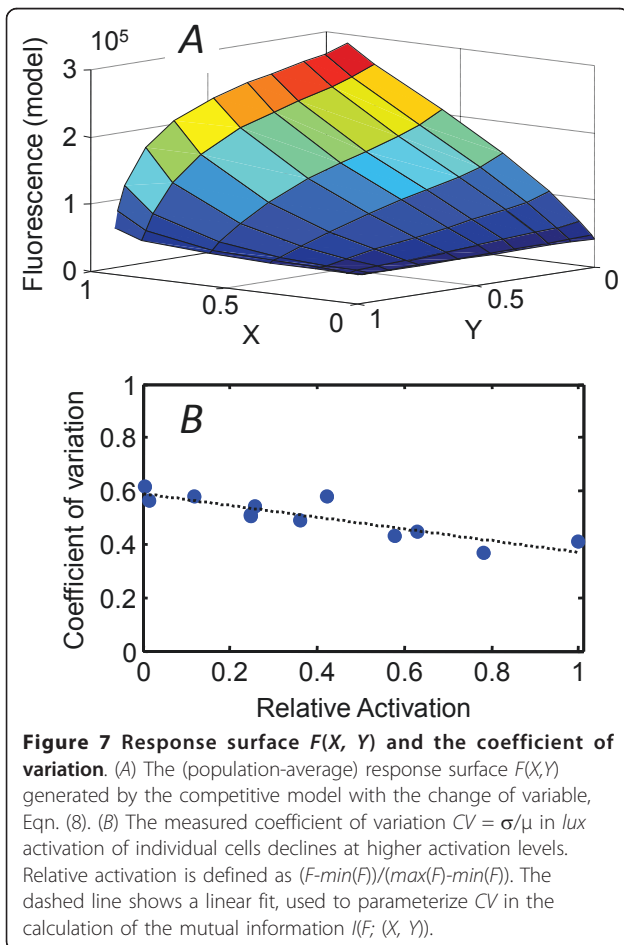 10⁵
A
3
2
1
0
Fluorescence (model)
1
0.5
0
X
1
0.5
0
Y
B
1
0.8
0.6
0.4
0.2
0
Coefficient of variation
0
0.2
0.4
0.6
0.8
1
Relative Activation
Figure 7 Response surface F(X, Y) and the coefficient of
variation. (A) The (population-average) response surface F(X,Y)
generated by the competitive model with the change of variable,
Eqn. (8). (B) The measured coefficient of variation CV = σ/μ in lux
activation of individual cells declines at higher activation levels.
Relative activation is defined as (F-min(F))/(max(F)-min(F)). The
dashed line shows a linear fit, used to parameterize CV in the
calculation of the mutual information I(F; (X, Y)).